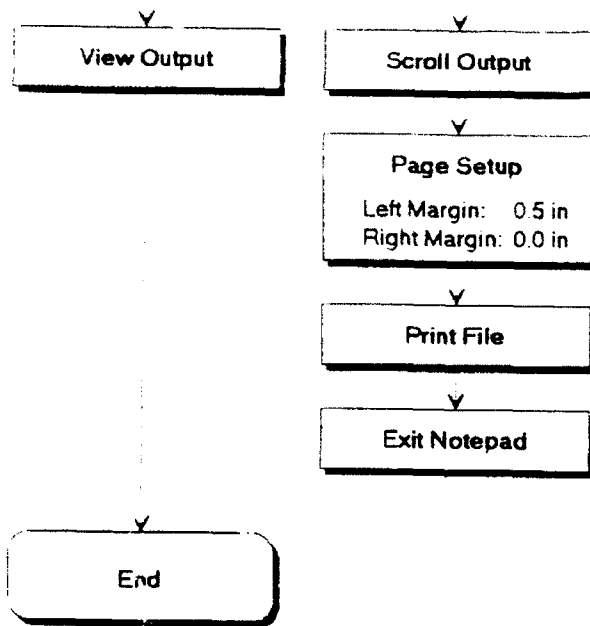 View Output
Scroll Output
Page Setup
Left Margin: 0.5 in
Right Margin: 0.0 in
Print File
Exit Notepad
End